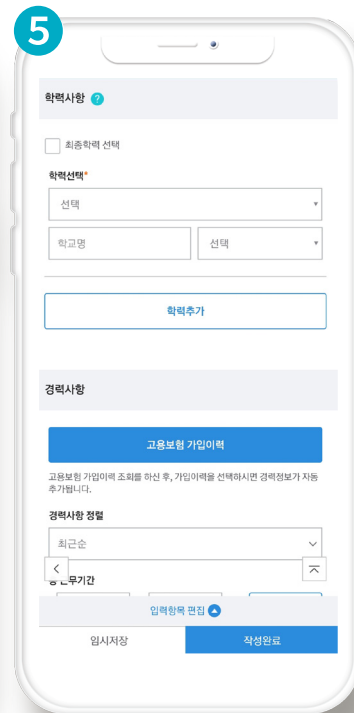 5
학력사항 ?
최종학력 선택
학력선택*
선택
학교명 선택
학력추가
경력사항
고용보험 가입이력
고용보험 가입이력 조회를 하신 후, 가입이력을 선택하시면 경력정보가 자동
추가됩니다.
경력사항 정렬
최근순
무기간
입력항목 편집
임시저장 작성완료